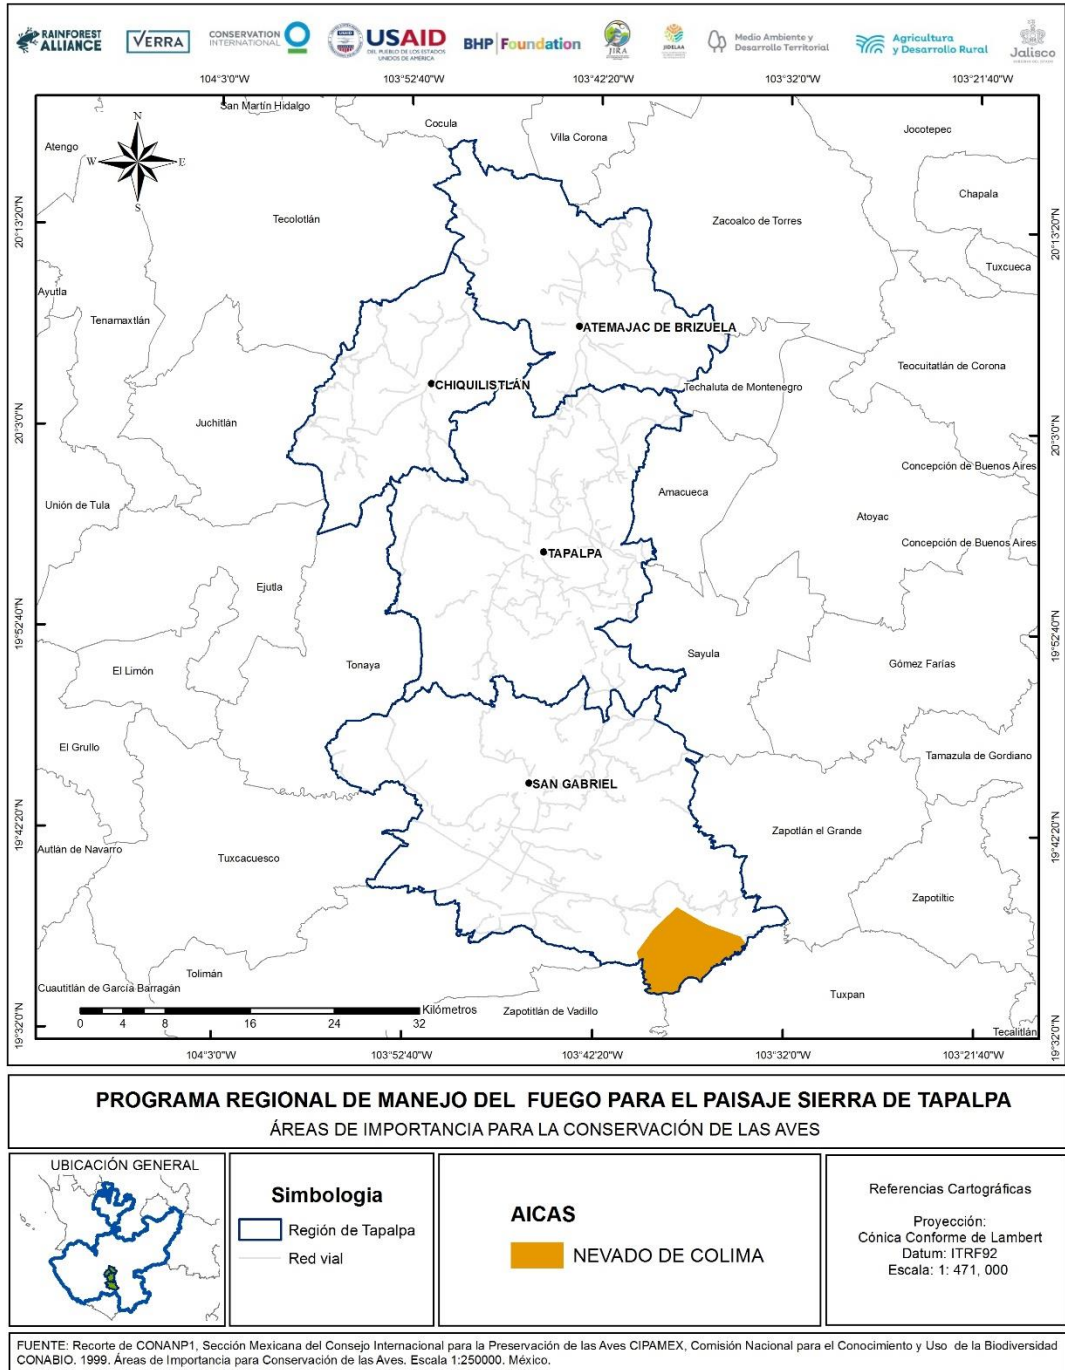 RAINFOREST
ALLIANCE
VERRA
CONSERVATION
INTERNATIONAL
USAID
DEL PUEBLO DE LOS ESTADOS
UNIDOS DE AMÉRICA
BHP | Foundation
JIRA
JIDELAA
Medio Ambiente y
Desarrollo Territorial
Agricultura
y Desarrollo Rural
Jalisco
104°3'0"W
103°52'40"W
103°42'20"W
103°32'0"W
103°21'40"W
San Martín Hidalgo
Cocula
Villa Corona
Jocotepec
Atengo
N
W
E
S
Chapala
Tecolotlán
Zacoalco de Torres
20°13'20"N
20°13'20"N
Tuxcueca
Ayutla
Tenamaxtlán
ATEMAJAC DE BRIZUELA
Teocuitatlán de Corona
CHIQUILISTLÁN
Techaluta de Montenegro
Juchitlán
20°3'0"N
20°3'0"N
Concepción de Buenos Aires
Unión de Tula
Amacueca
Atoyac
Concepción de Buenos Aires
TAPALPA
Ejutla
19°52'40"N
19°52'40"N
El Limón
Tonaya
Sayula
Gómez Farías
El Grullo
Tamazula de Gordiano
SAN GABRIEL
19°42'20"N
19°42'20"N
Zapotlán el Grande
Autlán de Navarro
Tuxcacuesco
Zapotiltic
Tolimán
Cuautitlán de García Barragán
Tuxpan
Kilómetros
Zapotitlán de Vadillo
0 4 8 16 24 32
Tecalitlán
19°32'0"N
19°32'0"N
104°3'0"W
103°52'40"W
103°42'20"W
103°32'0"W
103°21'40"W
PROGRAMA REGIONAL DE MANEJO DEL FUEGO PARA EL PAISAJE SIERRA DE TAPALPA
ÁREAS DE IMPORTANCIA PARA LA CONSERVACIÓN DE LAS AVES
UBICACIÓN GENERAL
Simbologia
Región de Tapalpa
Red vial
AICAS
NEVADO DE COLIMA
Referencias Cartográficas
Proyección:
Cónica Conforme de Lambert
Datum: ITRF92
Escala: 1: 471, 000
FUENTE: Recorte de CONANP1, Sección Mexicana del Consejo Internacional para la Preservación de las Aves CIPAMEX, Comisión Nacional para el Conocimiento y Uso de la Biodiversidad
CONABIO. 1999. Áreas de Importancia para Conservación de las Aves. Escala 1:250000. México.